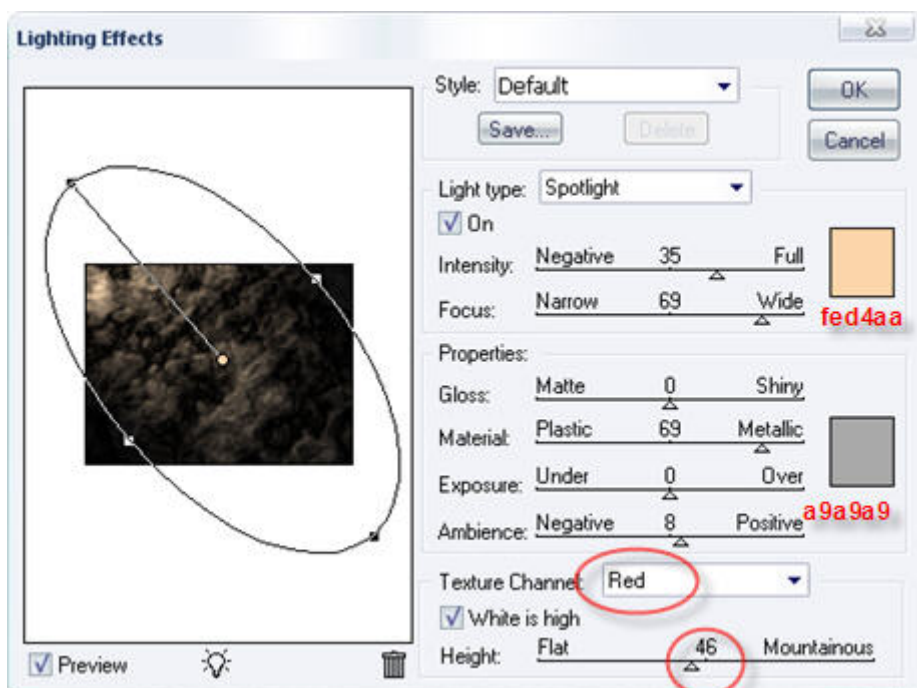 Lighting Effects
Style: Default
OK
Save...
Delete
Cancel
Light type: Spotlight
On
Intensity: Negative 35 Full
Focus: Narrow 69 Wide
fed4aa
Properties:
Gloss: Matte 0 Shiny
Material: Plastic 69 Metallic
Exposure: Under 0 Over
a9a9a9
Ambience: Negative 8 Positive
Texture Channel: Red
White is high
Height: Flat 46 Mountainous
Preview